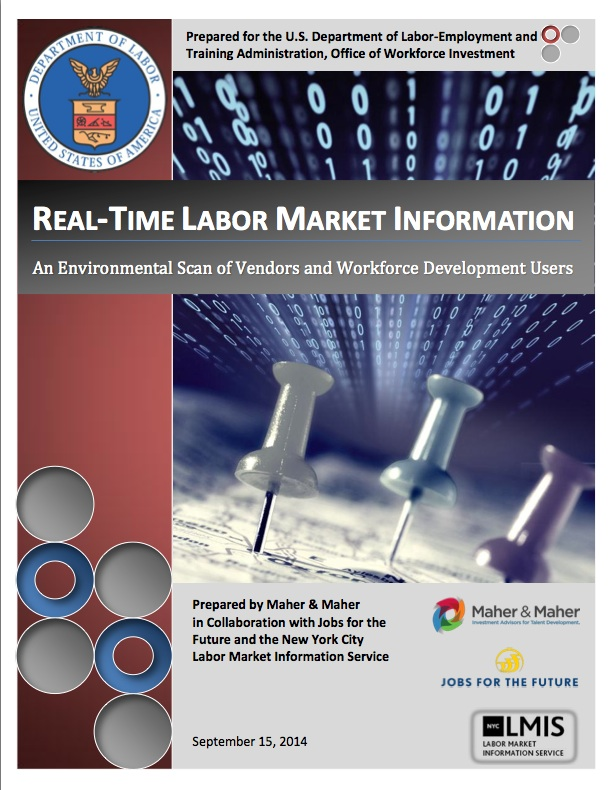 DEPARTMENT OF LABOR
UNITED STATES OF AMERICA
Prepared for the U.S. Department of Labor-Employment and
Training Administration, Office of Workforce Investment
REAL-TIME LABOR MARKET INFORMATION
An Environmental Scan of Vendors and Workforce Development Users
Prepared by Maher & Maher
in Collaboration with Jobs for the
Future and the New York City
Labor Market Information Service
Maher & Maher
Investment Advisors for Talent Development.
JOBS FOR THE FUTURE
September 15, 2014
NYC LMIS
LABOR MARKET
INFORMATION SERVICE